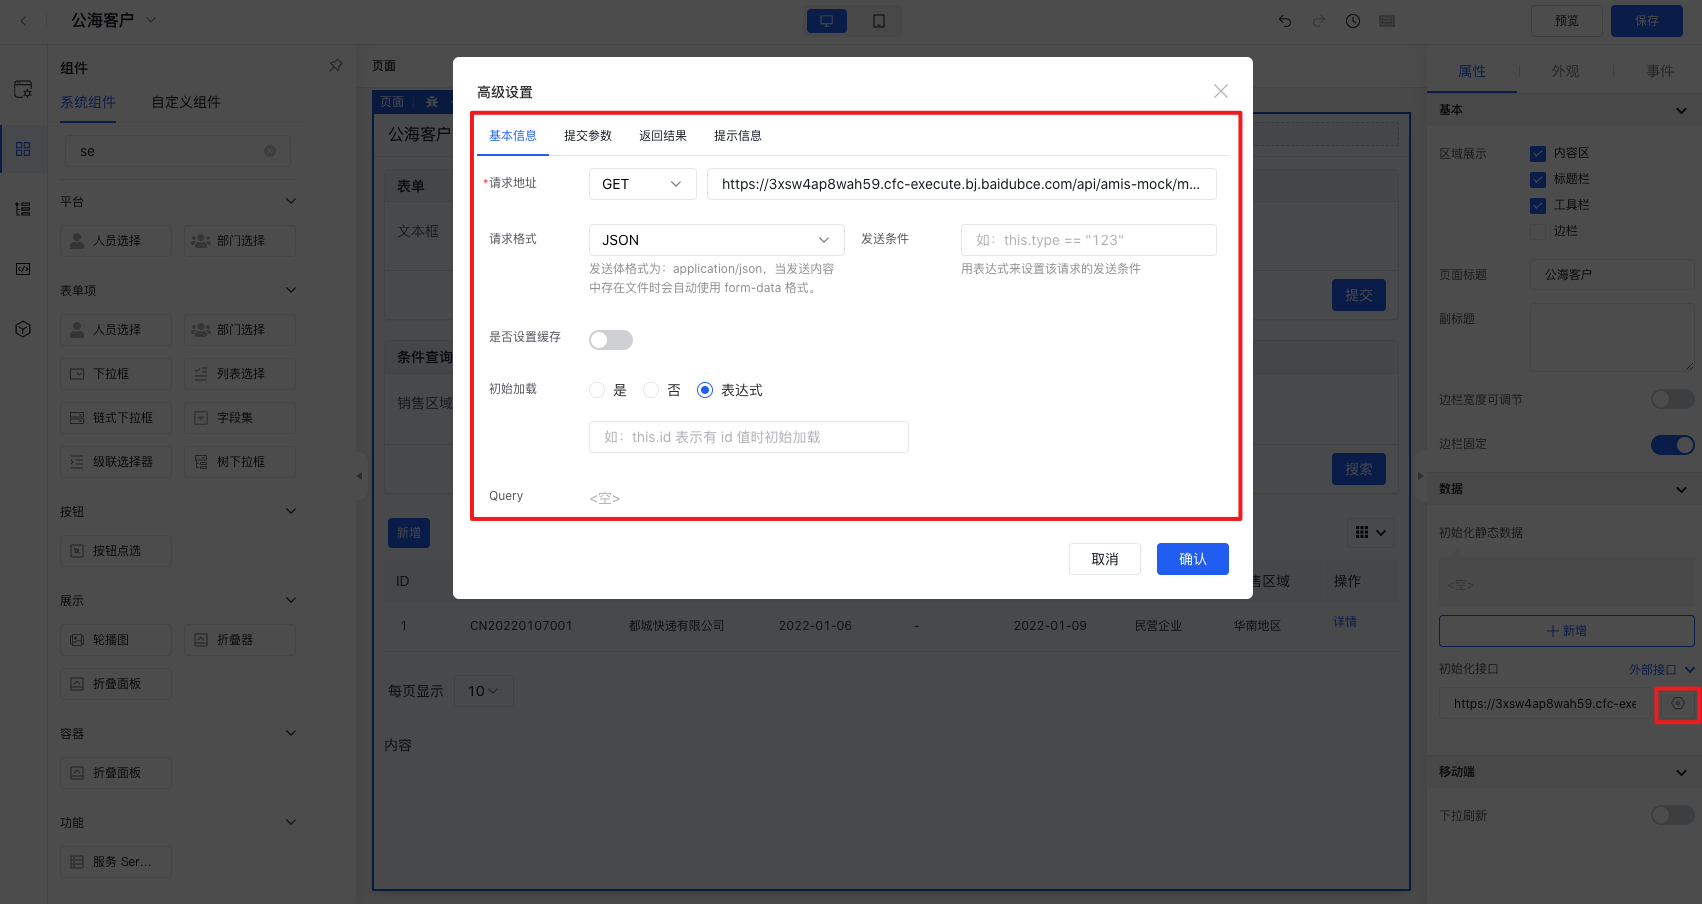 公海客户
预览
保存
组件
系统组件 自定义组件
se
平台
人员选择 部门选择
表单项
人员选择 部门选择
下拉框 列表选择
链式下拉框 字段集
级联选择器 树下拉框
按钮
按钮点选
展示
轮播图 折叠器
折叠面板
容器
折叠面板
功能
服务 Ser...
页面
页面
公海客户
表单
文本框
提交
条件查询
销售区域
搜索
新增
ID
售区域 操作
1 CN20220107001 都城快递有限公司 2022-01-06 - 2022-01-09 民营企业 华南地区 详情
每页显示 10
内容
高级设置
基本信息 提交参数 返回结果 提示信息
*请求地址 GET https://3xsw4ap8wah59.cfc-execute.bj.baidubce.com/api/amis-mock/m...
请求格式 JSON 发送条件 如：this.type == "123"
发送体格式为：application/json，当发送内容
中存在文件时会自动使用 form-data 格式。
用表达式来设置该请求的发送条件
是否设置缓存
初始加载 是 否 表达式
如：this.id 表示有 id 值时初始加载
Query <空>
取消 确认
属性 外观 事件
基本
区域展示 内容区
标题栏
工具栏
边栏
页面标题 公海客户
副标题
边栏宽度可调节
边栏固定
数据
初始化静态数据
<空>
新增
初始化接口 外部接口
https://3xsw4ap8wah59.cfc-exe
移动端
下拉刷新